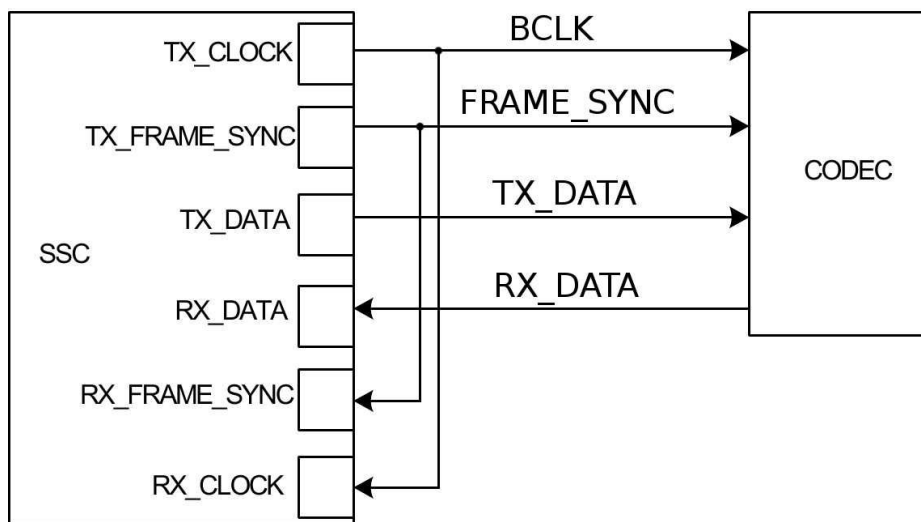 TX_CLOCK
BCLK
TX_FRAME_SYNC
FRAME_SYNC
TX_DATA
TX_DATA
CODEC
SSC
RX_DATA
RX_DATA
RX_FRAME_SYNC
RX_CLOCK